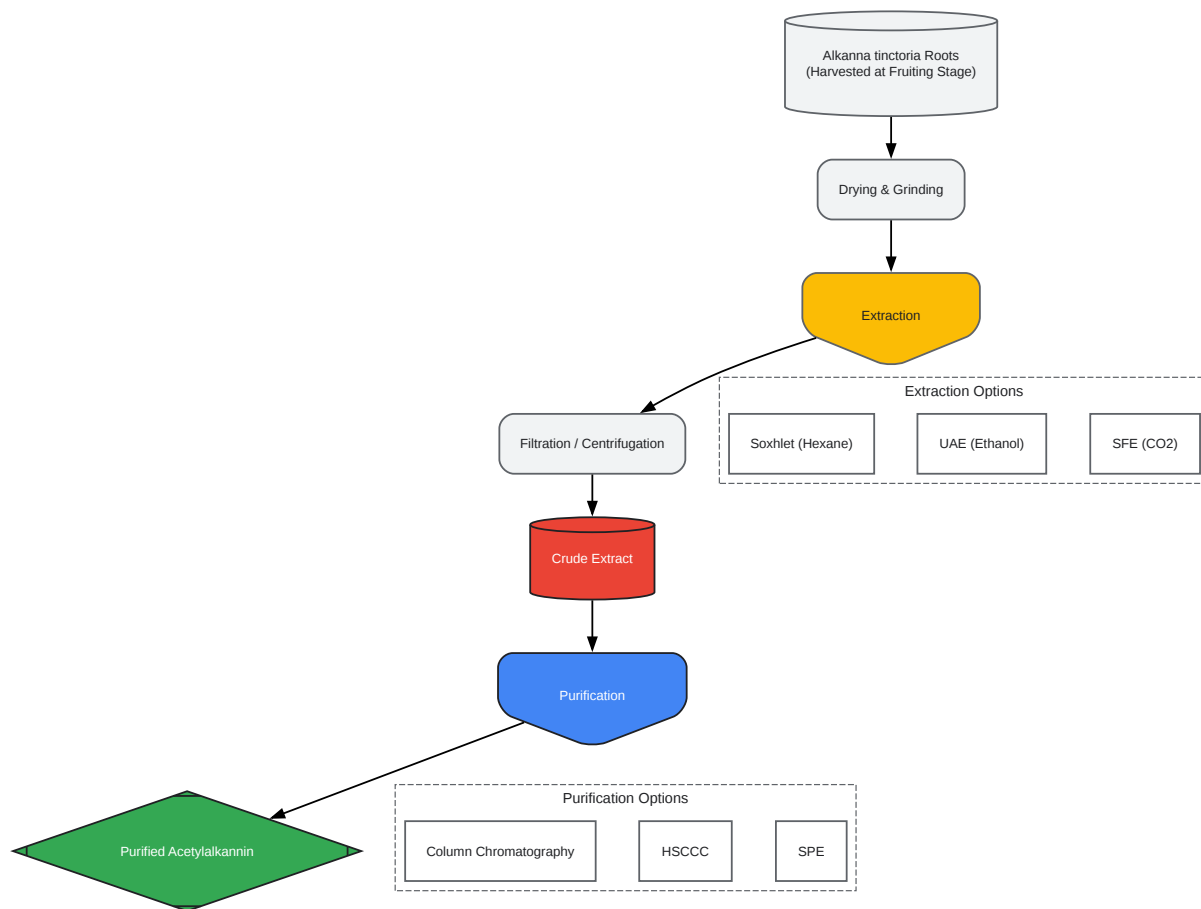 Alkanna tinctoria Roots
(Harvested at Fruiting Stage)
Drying & Grinding
Extraction
Extraction Options
Soxhlet (Hexane)
UAE (Ethanol)
SFE (CO2)
Filtration / Centrifugation
Crude Extract
Purification
Purification Options
Column Chromatography
HSCCC
SPE
Purified Acetylalkannin